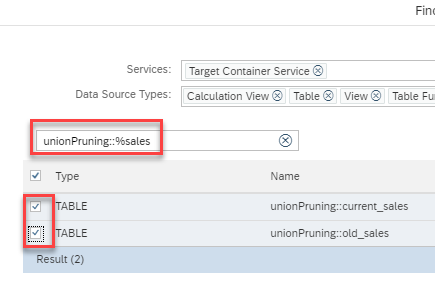 Find
Services: Target Container Service
Data Source Types: Calculation View Table View Table Fu
unionPruning::%sales
Type Name
TABLE unionPruning::current_sales
TABLE unionPruning::old_sales
Result (2)